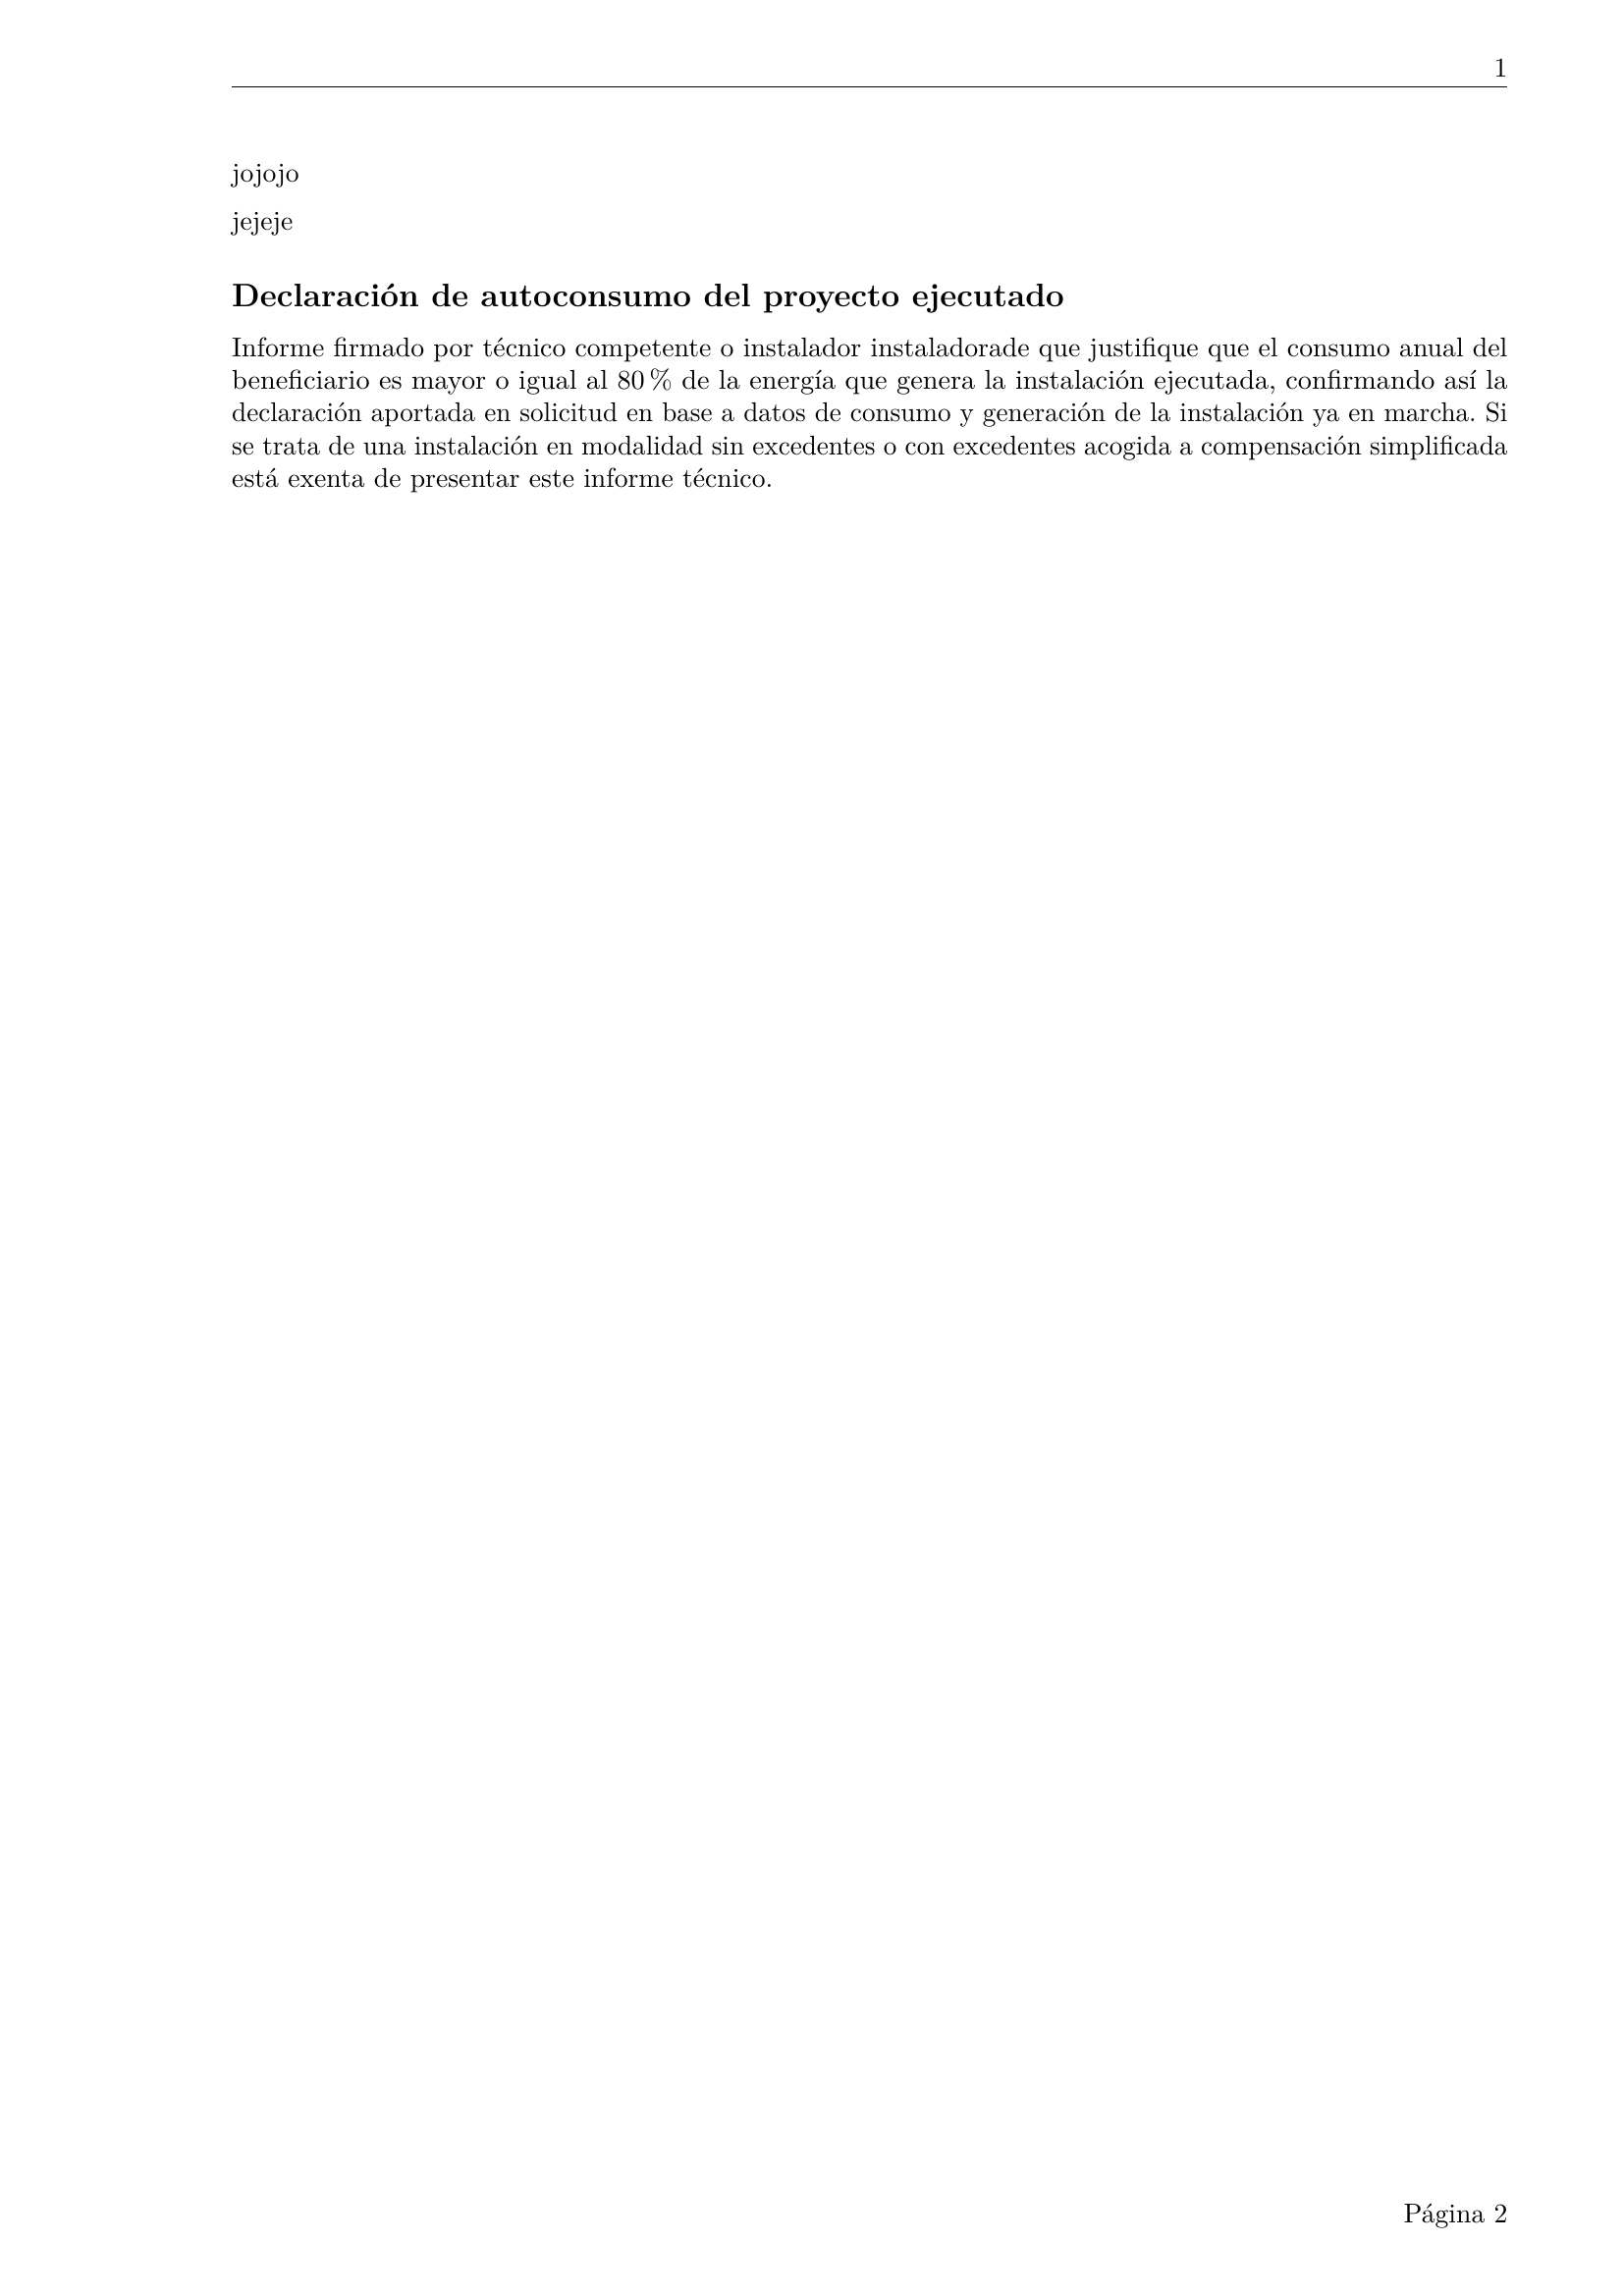 1
jojojo
jejeje
Declaración de autoconsumo del proyecto ejecutado
Informe firmado por técnico competente o instalador instaladorade que justifique que el consumo anual del
beneficiario es mayor o igual al 80 % de la energía que genera la instalación ejecutada, confirmando así la
declaración aportada en solicitud en base a datos de consumo y generación de la instalación ya en marcha. Si
se trata de una instalación en modalidad sin excedentes o con excedentes acogida a compensación simplificada
está exenta de presentar este informe técnico.
Página 2